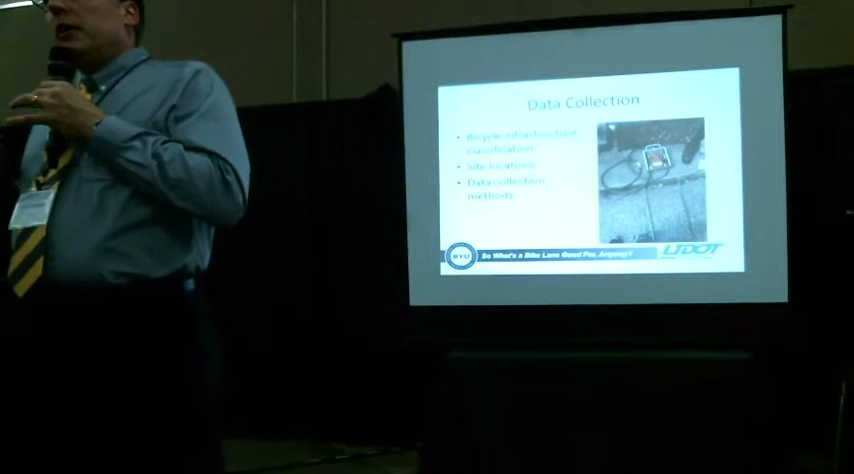 Data Collection
• Bicycle infrastructure
classification
• Site locations
• Data collection
methods
BYU
So What's a Bike Lane Good For, Anyway?
UDOT